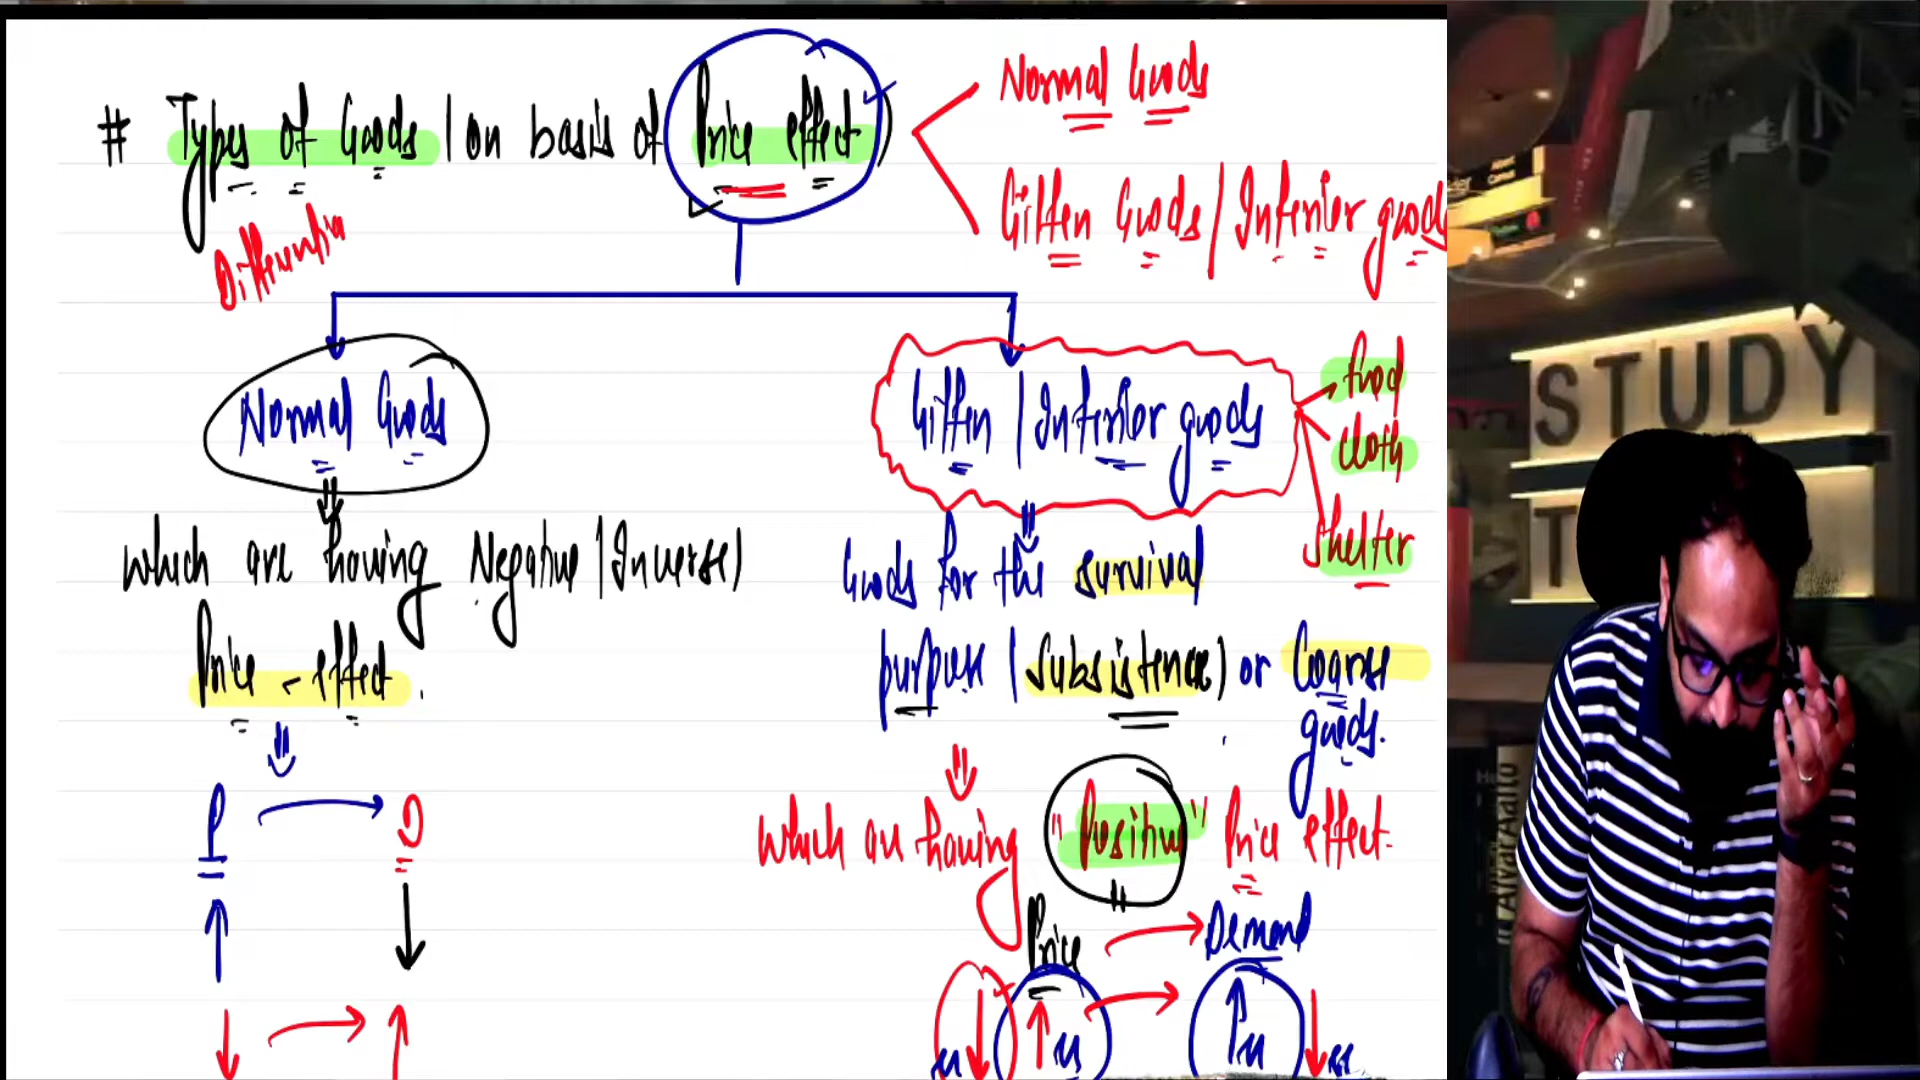 # Types of Goods (on basis of Price effect)
Normal Goods
Giffen Goods / Inferior goods
Normal Goods
Giffen / Inferior goods
food
cloth
shelter
which are having Negative (Inverse)
Price - effect.
Goods for the survival
purpose (Subsistence) or Coarse
goods.
P → D
which are having "Positive" Price effect.
Price → Demand
↑ ↓
↓ → ↑
↓ ↑ → ↑ ↓
STUDY
T